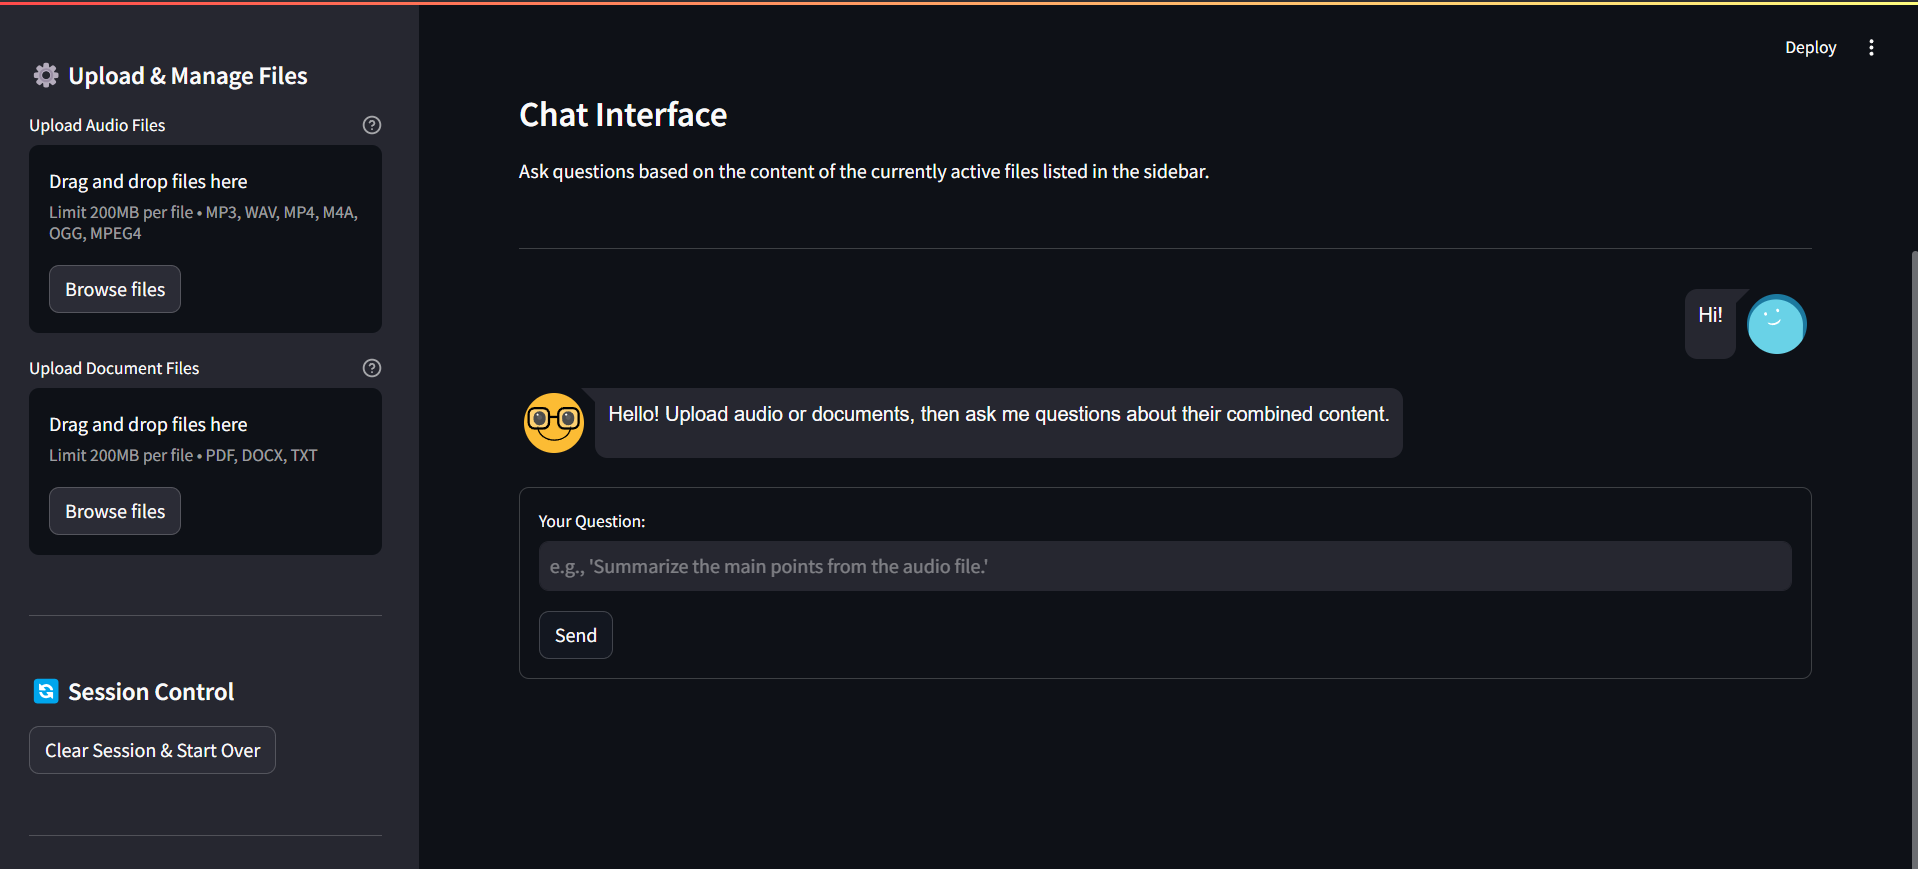 Upload & Manage Files
Upload Audio Files
Drag and drop files here
Limit 200MB per file • MP3, WAV, MP4, M4A,
OGG, MPEG4
Browse files
Upload Document Files
Drag and drop files here
Limit 200MB per file • PDF, DOCX, TXT
Browse files
Session Control
Clear Session & Start Over
Deploy
Chat Interface
Ask questions based on the content of the currently active files listed in the sidebar.
Hi!
Hello! Upload audio or documents, then ask me questions about their combined content.
Your Question:
e.g., 'Summarize the main points from the audio file.'
Send